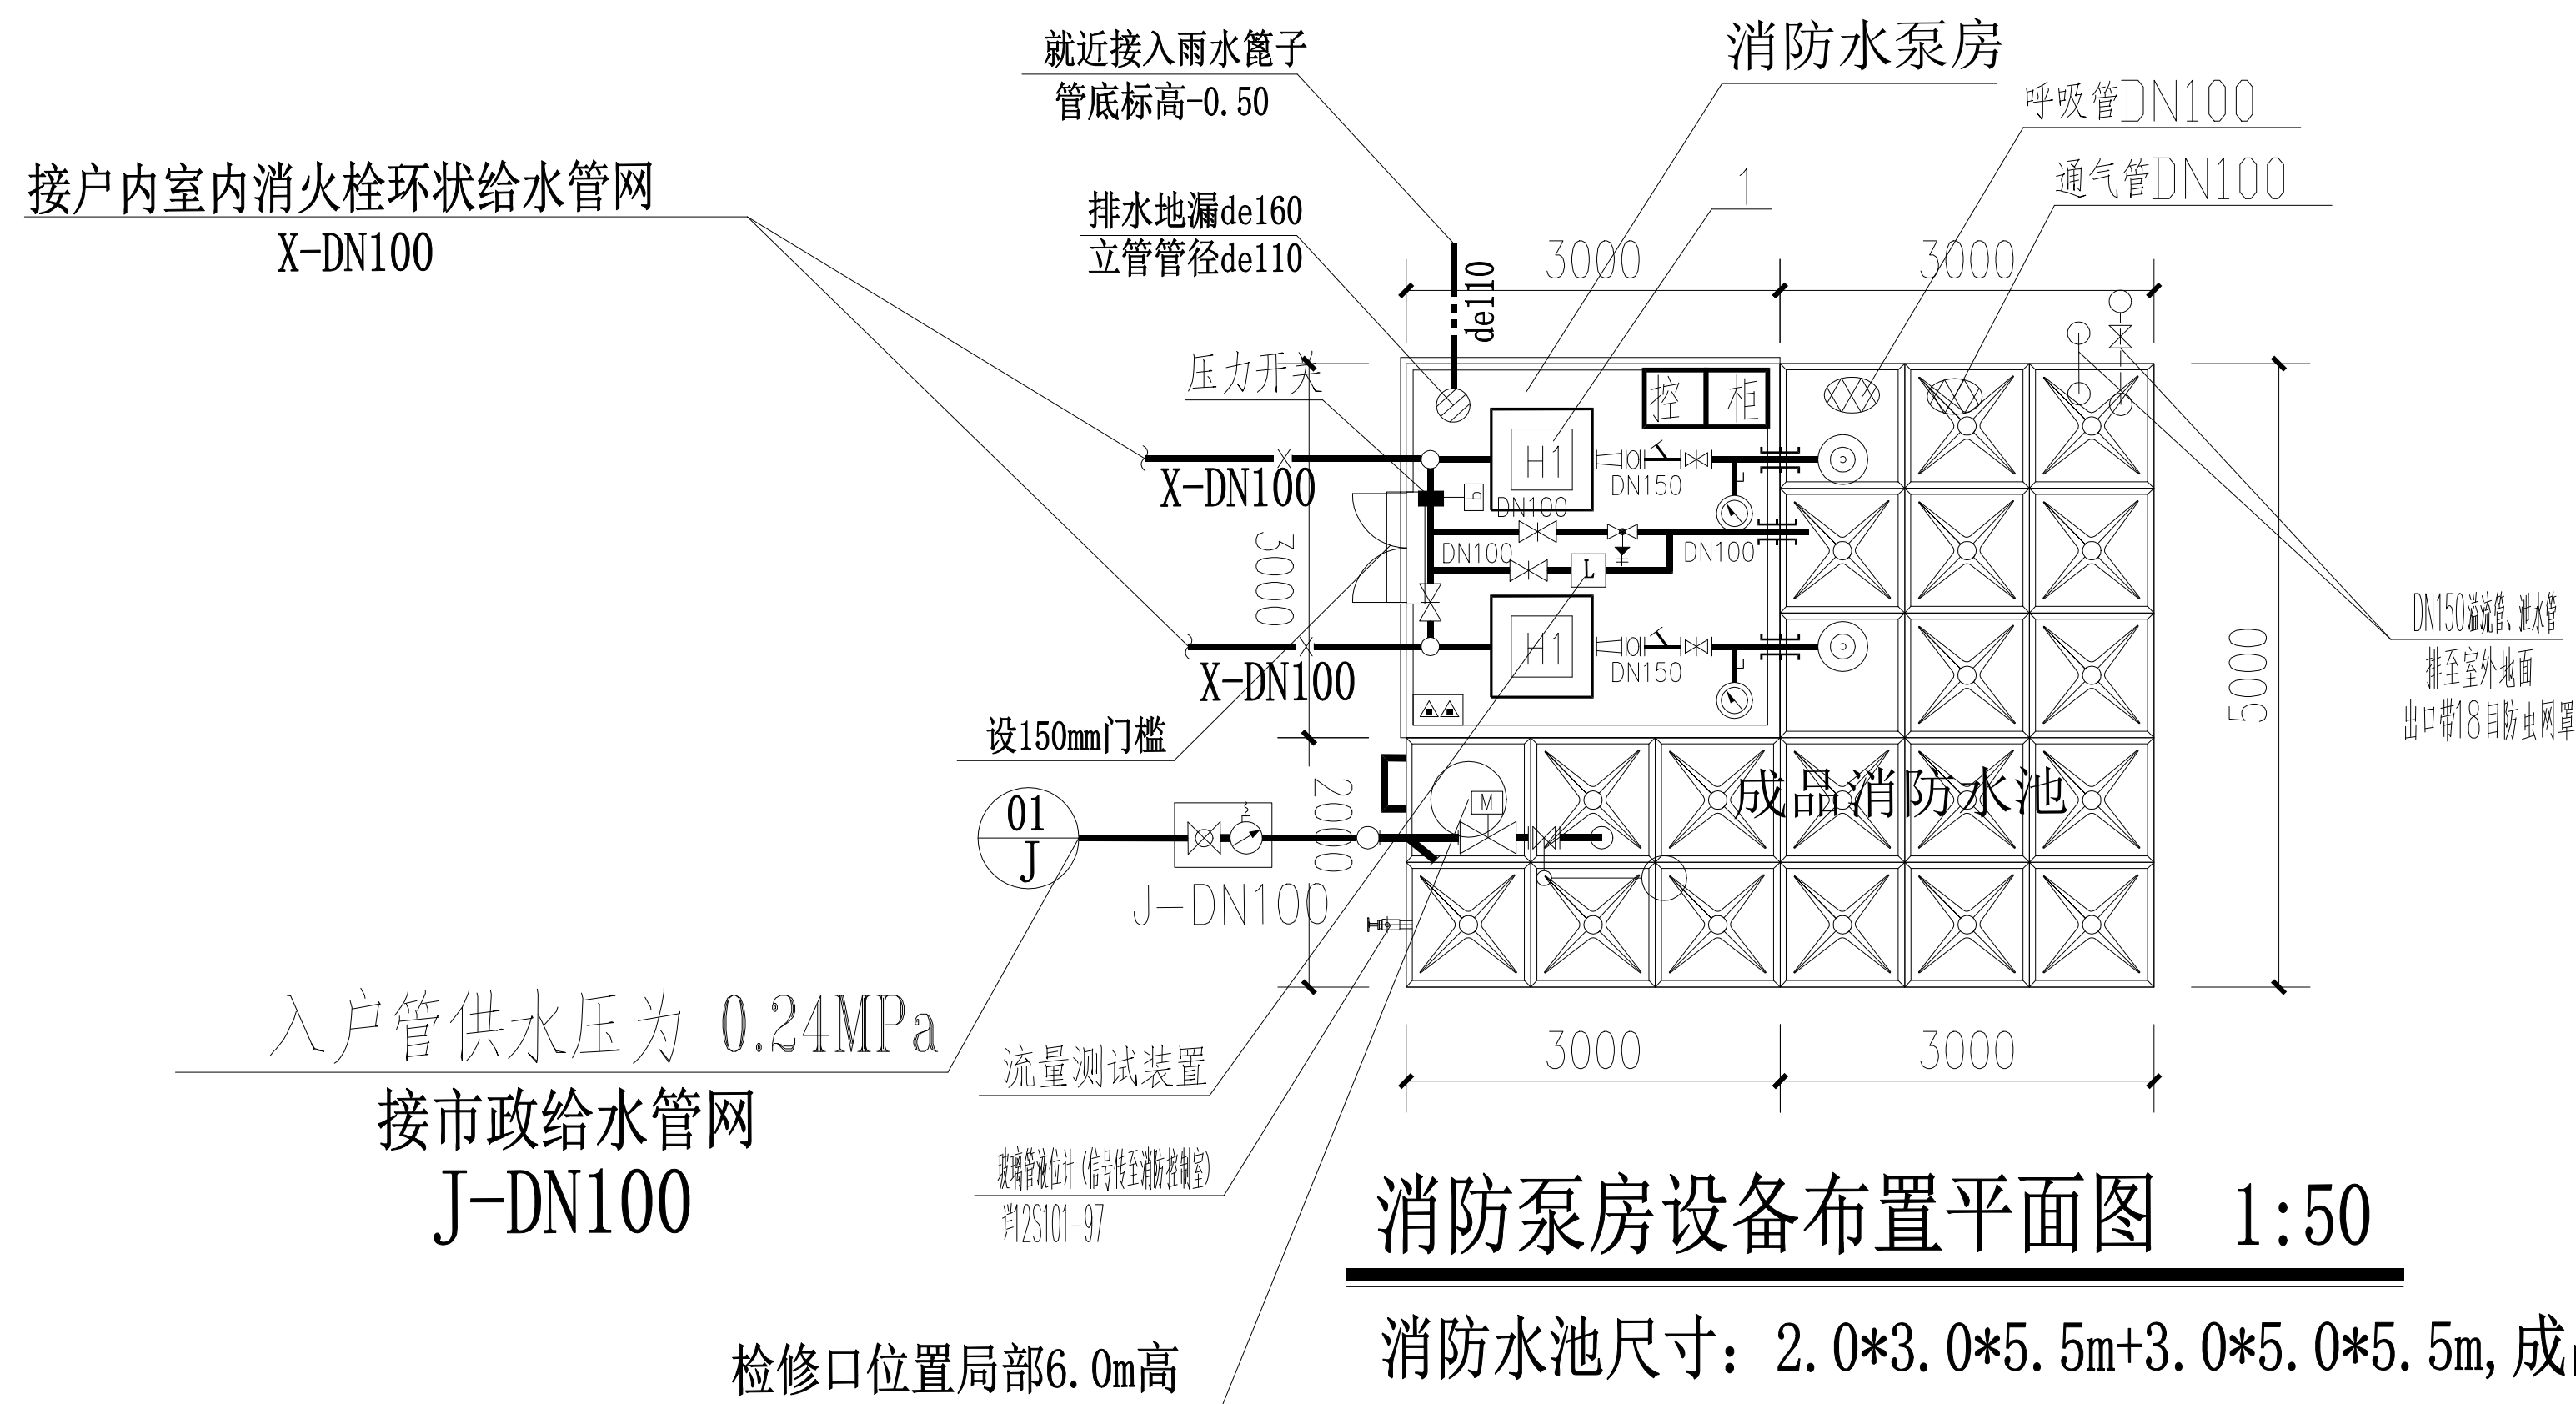 就近接入雨水篦子
管底标高-0.50
消防水泵房
呼吸管DN100
通气管DN100
接户内室内消火栓环状给水管网
X-DN100
排水地漏de160
立管管径de110
1
3000
3000
de110
压力开关
控 柜
H1
DN150
X-DN100
b
DN100
DN100
DN100
L
3000
H1
DN150
X-DN100
5000
DN150溢流管、泄水管
排至室外地面
出口带18目防虫网罩
设150mm门槛
成品消防水池
2000
01
J
M
J-DN100
入户管供水压为 0.24MPa
接市政给水管网
J-DN100
流量测试装置
3000
3000
玻璃管液位计(信号传至消防控制室)
详12S101-97
消防泵房设备布置平面图 1:50
消防水池尺寸: 2.0*3.0*5.5m+3.0*5.0*5.5m,成
检修口位置局部6.0m高